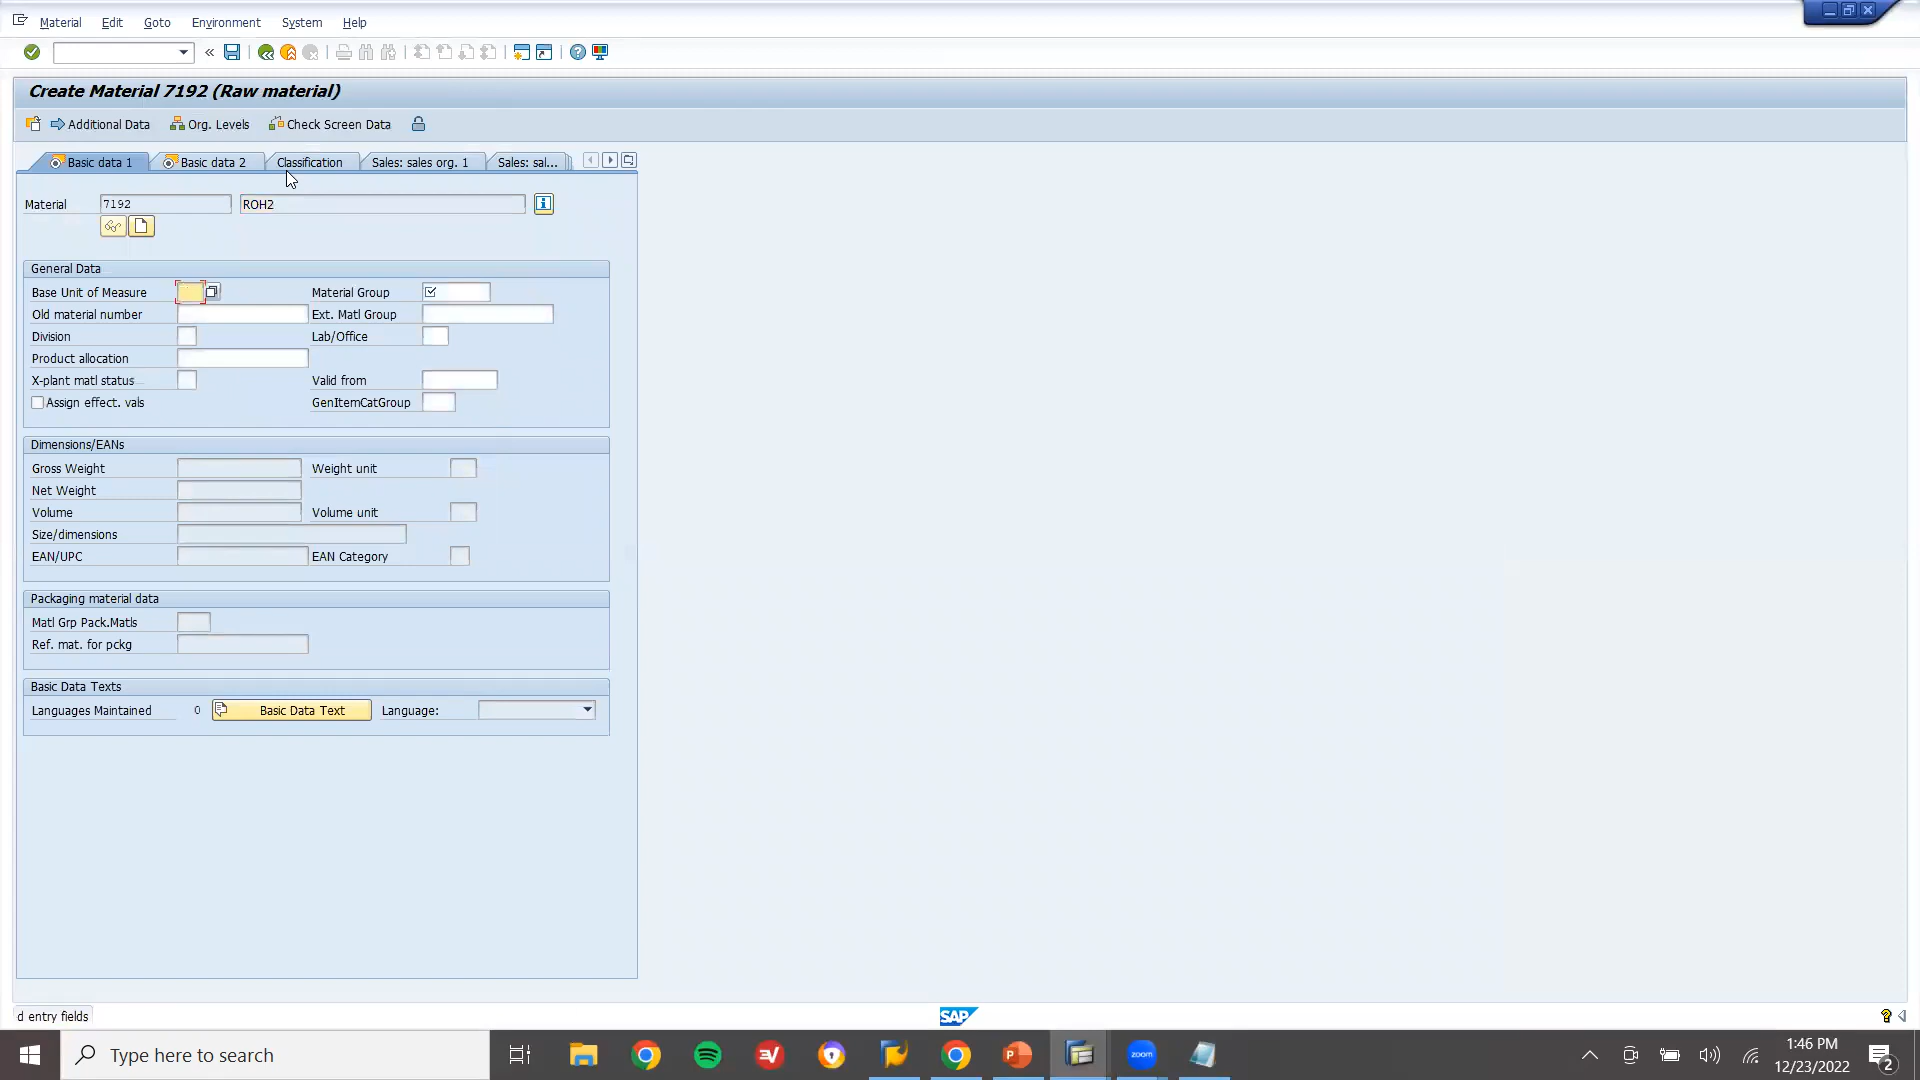 Material Edit Goto Environment System Help
Create Material 7192 (Raw material)
Additional Data Org. Levels Check Screen Data
Basic data 1 Basic data 2 Classification Sales: sales org. 1 Sales: sal...
Material 7192 ROH2
General Data
Base Unit of Measure Material Group
Old material number Ext. Matl Group
Division Lab/Office
Product allocation
X-plant matl status Valid from
Assign effect. vals GenItemCatGroup
Dimensions/EANs
Gross Weight Weight unit
Net Weight
Volume Volume unit
Size/dimensions
EAN/UPC EAN Category
Packaging material data
Matl Grp Pack.Matls
Ref. mat. for pckg
Basic Data Texts
Languages Maintained 0 Basic Data Text Language:
d entry fields
SAP
Type here to search
zoom
1:46 PM
12/23/2022
2